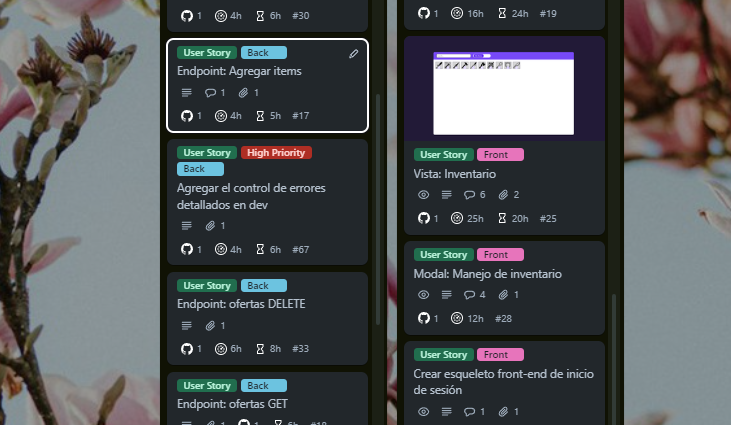 1 4h 6h #30
User Story Back
Endpoint: Agregar items
1 1
1 4h 5h #17
User Story High Priority
Back
Agregar el control de errores
detallados en dev
1
1 4h 6h #67
User Story Back
Endpoint: ofertas DELETE
1
1 6h 8h #33
User Story Back
Endpoint: ofertas GET
1 1 6h #18
1 16h 24h #19
User Story Front
Vista: Inventario
6 2
1 25h 20h #25
User Story Front
Modal: Manejo de inventario
4 1
1 12h #28
User Story Front
Crear esqueleto front-end de inicio
de sesión
1 1